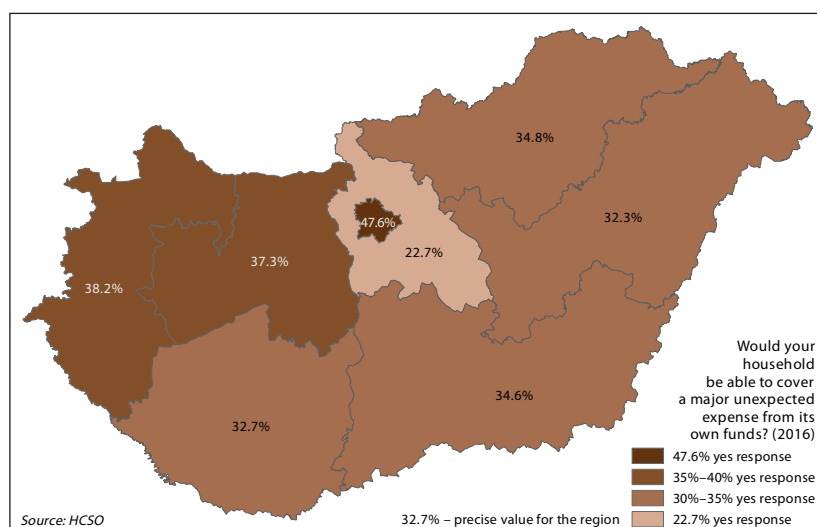 34.8%
32.3%
47.6%
22.7%
37.3%
38.2%
34.6%
32.7%
Would your
household
be able to cover
a major unexpected
expense from its
own funds? (2016)
47.6% yes response
35%–40% yes response
30%–35% yes response
22.7% yes response
32.7% – precise value for the region
Source: HCSO